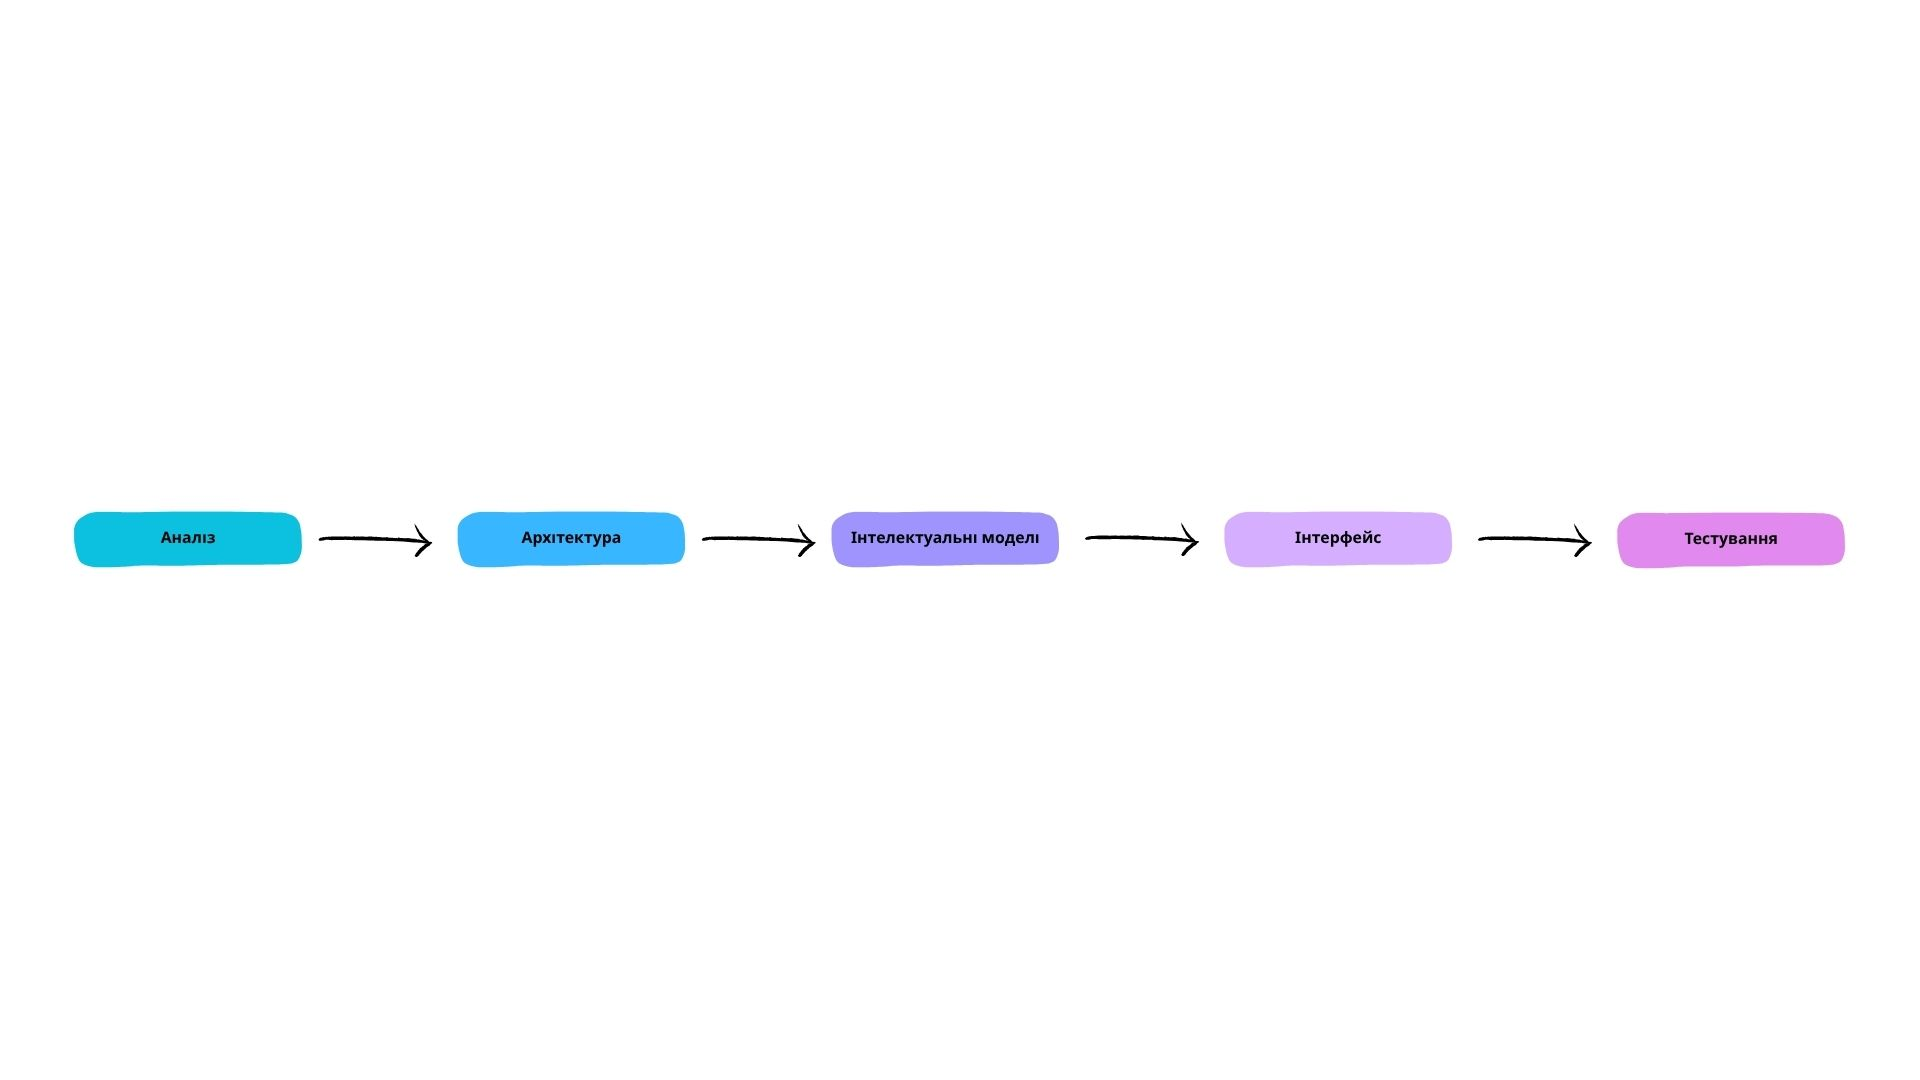 Аналіз
Архітектура
Інтелектуальні моделі
Інтерфейс
Тестування